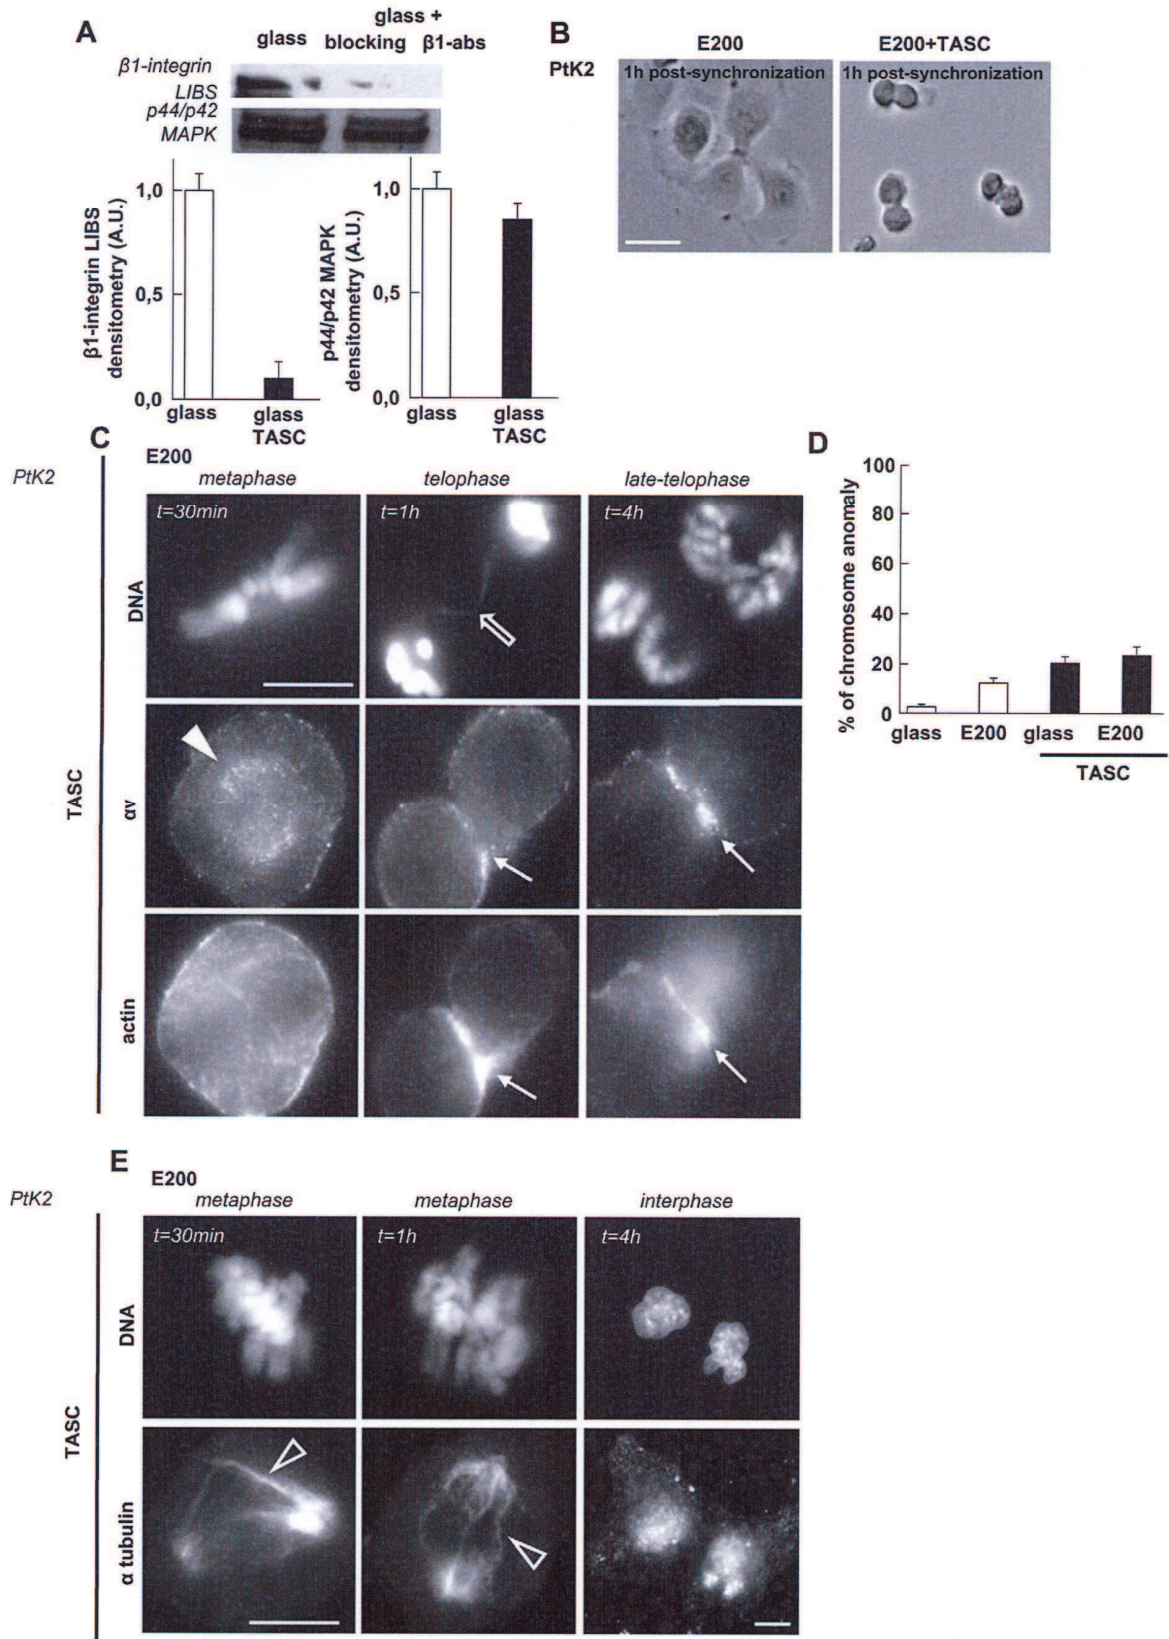 A
glass
glass +
blocking β1-abs
β1-integrin
LIBS
p44/p42
MAPK
β1-integrin LIBS
densitometry (A.U.)
1,0
0,5
0,0
glass
glass
TASC
p44/p42 MAPK
densitometry (A.U.)
1,0
0,5
0,0
glass
glass
TASC
B
E200
E200+TASC
PtK2
1h post-synchronization
1h post-synchronization
C
E200
PtK2
metaphase
telophase
late-telophase
t=30min
t=1h
t=4h
DNA
αv
actin
TASC
D
% of chromosome anomaly
100
80
60
40
20
0
glass
E200
glass
E200
TASC
E
E200
PtK2
metaphase
metaphase
interphase
t=30min
t=1h
t=4h
DNA
α tubulin
TASC